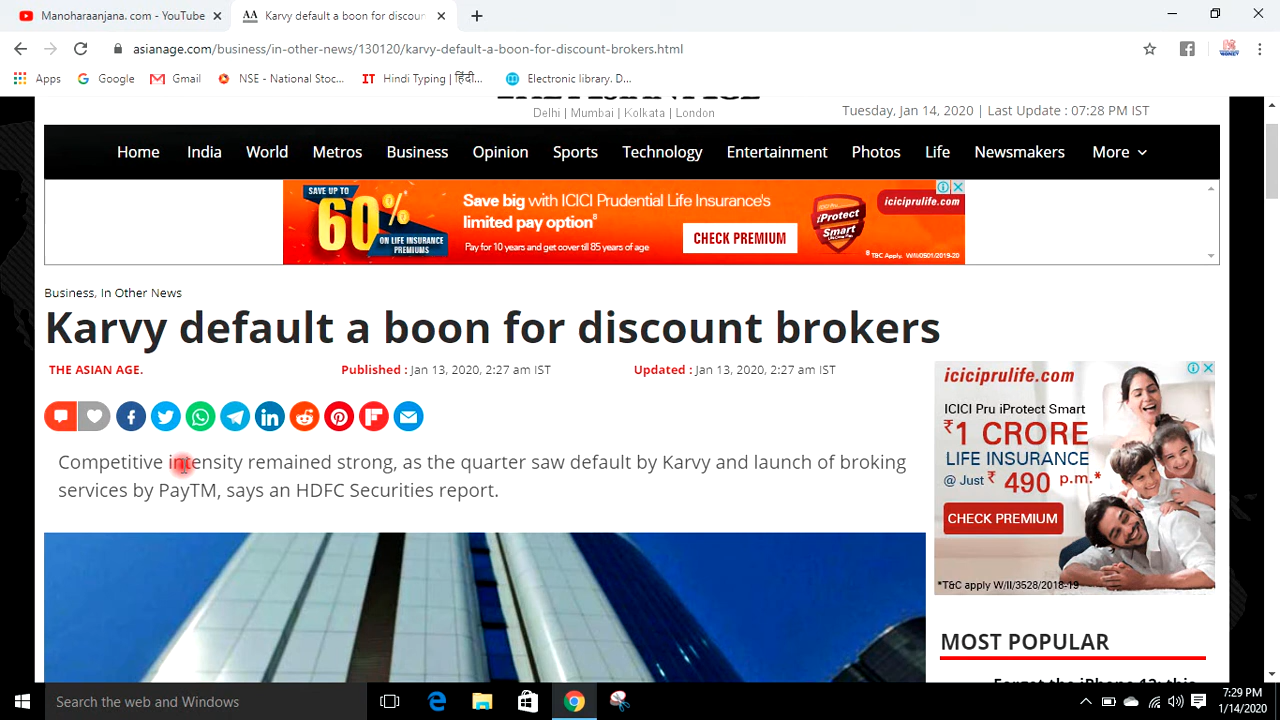 Manoharanjana. com - YouTube
AA Karvy default a boon for discour
asianage.com/business/in-other-news/130120/karvy-default-a-boon-for-discount-brokers.html
Apps Google Gmail NSE - National Stoc... IT Hindi Typing | हिंदी... Electronic library. D...
Delhi | Mumbai | Kolkata | London
Tuesday, Jan 14, 2020 | Last Update : 07:28 PM IST
Home India World Metros Business Opinion Sports Technology Entertainment Photos Life Newsmakers More
SAVE UP TO
60%*
ON LIFE INSURANCE
PREMIUMS
Save big with ICICI Prudential Life Insurance's
limited pay option
Pay for 10 years and get cover till 85 years of age
CHECK PREMIUM
iProtect
Smart
iciciprulife.com
T&C Apply. W/II/0501/2019-20
Business, In Other News
Karvy default a boon for discount brokers
THE ASIAN AGE.
Published : Jan 13, 2020, 2:27 am IST
Updated : Jan 13, 2020, 2:27 am IST
Competitive intensity remained strong, as the quarter saw default by Karvy and launch of broking
services by PayTM, says an HDFC Securities report.
iciciprulife.com
ICICI Pru iProtect Smart
₹1 CRORE
LIFE INSURANCE
@ Just ₹ 490 p.m.*
CHECK PREMIUM
*T&C apply W/II/3528/2018-19
MOST POPULAR
Search the web and Windows
7:29 PM
1/14/2020